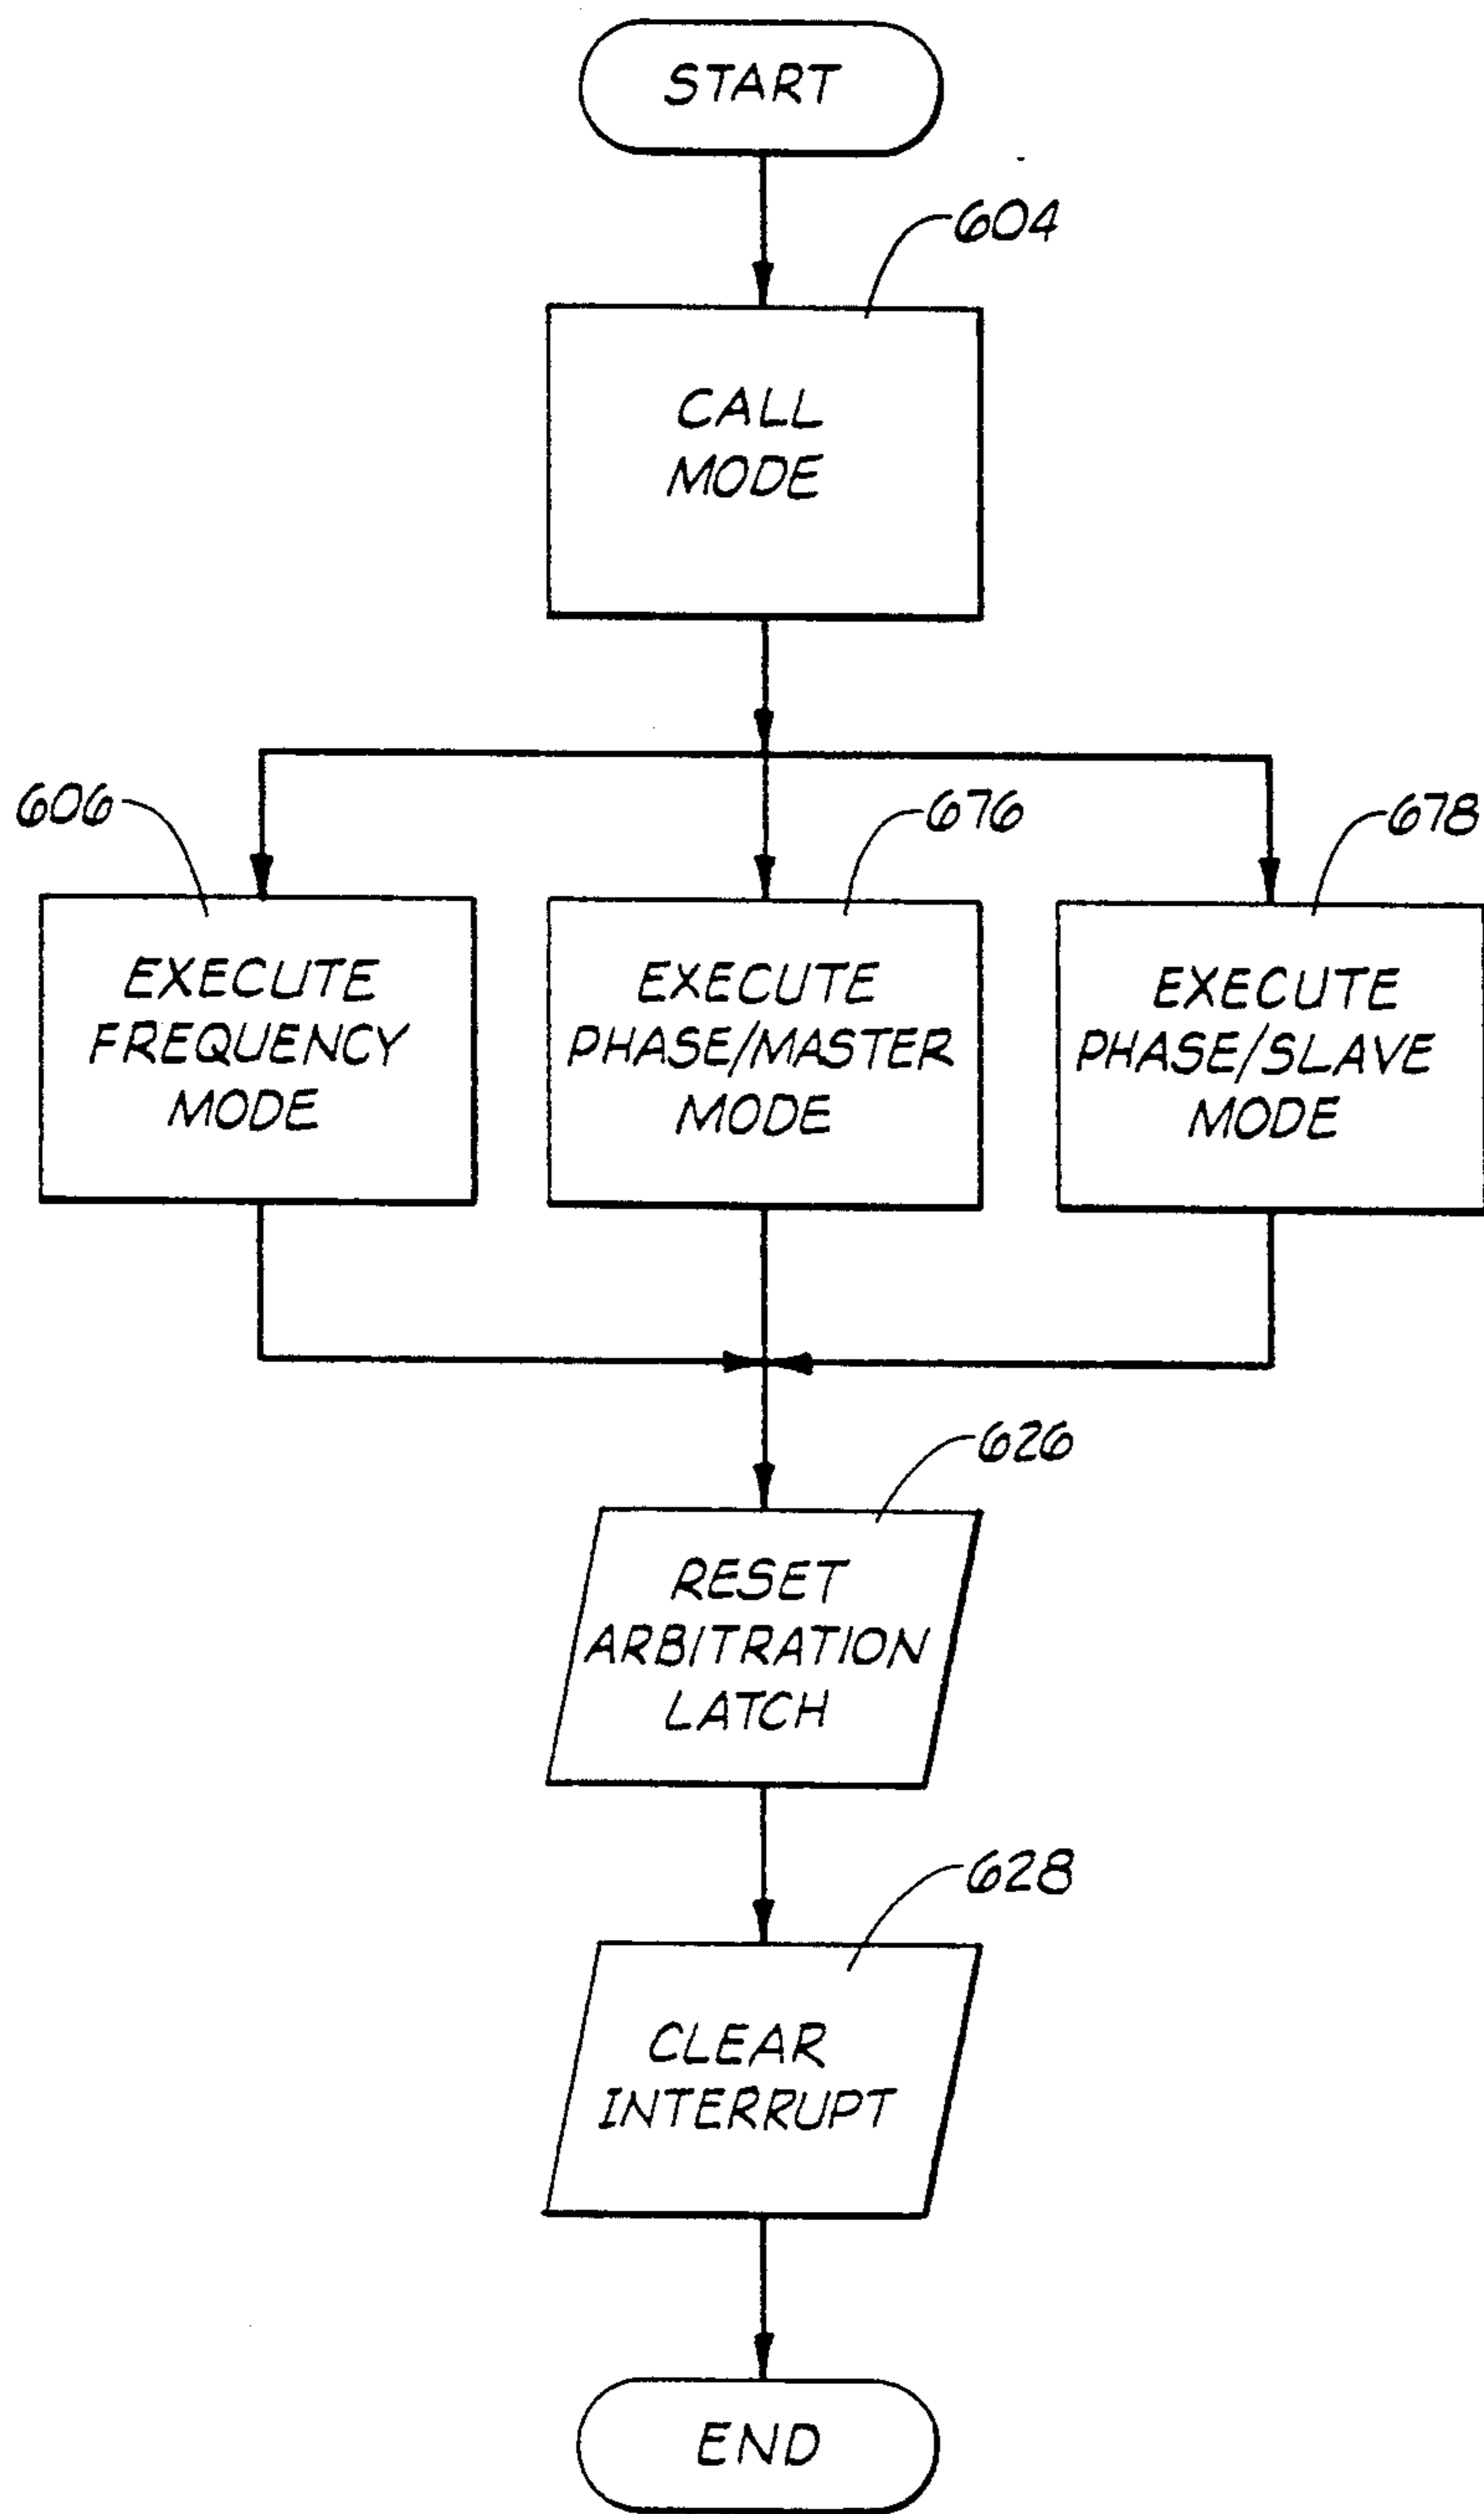 START
604
CALL
MODE
606
676
678
EXECUTE
FREQUENCY
MODE
EXECUTE
PHASE/MASTER
MODE
EXECUTE
PHASE/SLAVE
MODE
626
RESET
ARBITRATION
LATCH
628
CLEAR
INTERRUPT
END